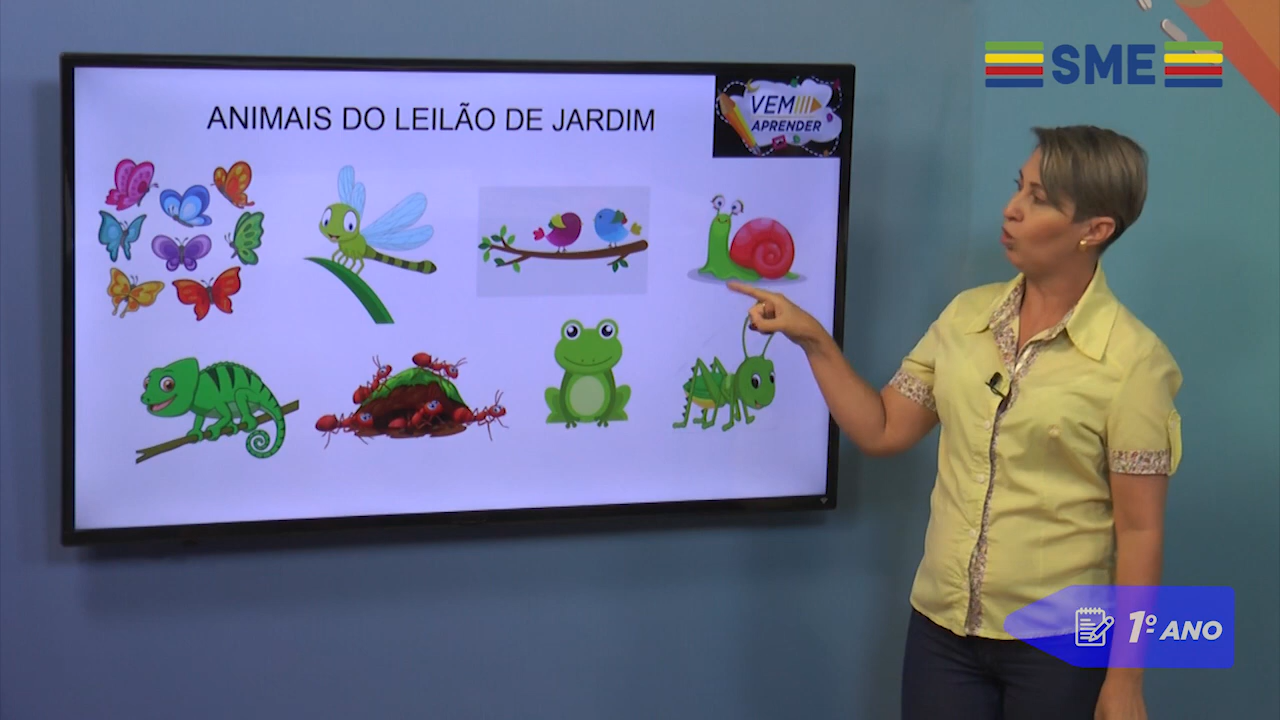 SME
ANIMAIS DO LEILÃO DE JARDIM
VEM
APRENDER
1º ANO